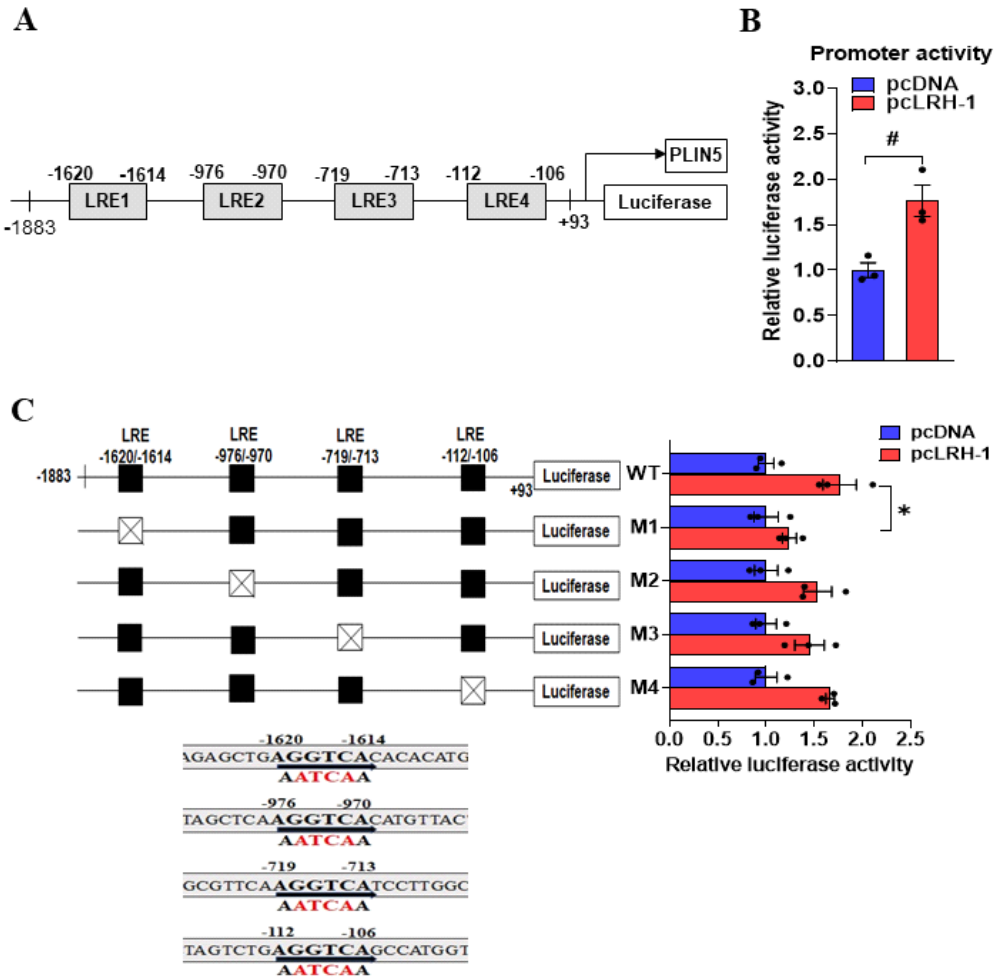 A
-1620 -1614 -976 -970 -719 -713 -112 -106
PLIN5
LRE1 LRE2 LRE3 LRE4 Luciferase
-1883 +93
B
Promoter activity
pcDNA
pcLRH-1
#
Relative luciferase activity
3.0
2.5
2.0
1.5
1.0
0.5
0.0
C
LRE LRE LRE LRE
-1620/-1614 -976/-970 -719/-713 -112/-106
-1883 +93 Luciferase
Luciferase
Luciferase
Luciferase
Luciferase
pcDNA
pcLRH-1
WT
*
M1
M2
M3
M4
0.0 0.5 1.0 1.5 2.0 2.5
Relative luciferase activity
-1620 -1614
AGAGCTGAGGTCACACACATG
AATCAA
-976 -970
TAGCTCAAGGTCACATGTTAC
AATCAA
-719 -713
GCGTTCAAGGTCATCCTTGGC
AATCAA
-112 -106
TAGTCTGAGGTCAGCCATGGT
AATCAA